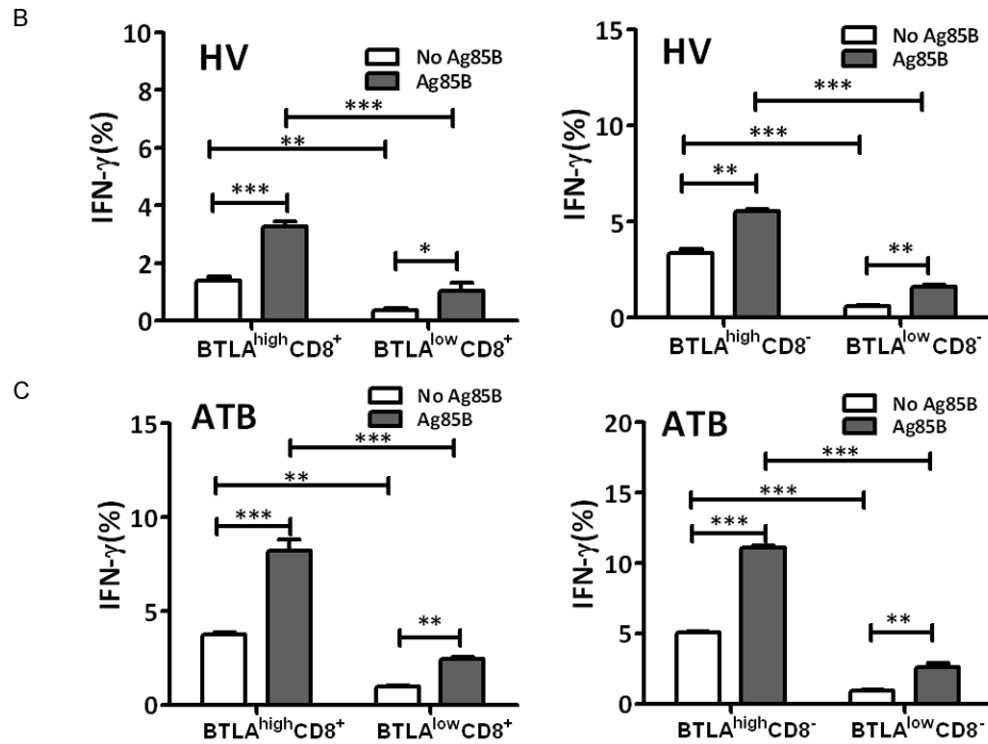 B
HV
No Ag85B
Ag85B
IFN-γ(%)
10
8
6
4
2
0
***
**
***
*
BTLAhighCD8+
BTLAlowCD8+
HV
No Ag85B
Ag85B
IFN-γ(%)
15
10
5
0
***
***
**
**
BTLAhighCD8-
BTLAlowCD8-
C
ATB
No Ag85B
Ag85B
IFN-γ(%)
15
10
5
0
***
**
***
**
BTLAhighCD8+
BTLAlowCD8+
ATB
No Ag85B
Ag85B
IFN-γ(%)
20
15
10
5
0
***
***
***
**
BTLAhighCD8-
BTLAlowCD8-